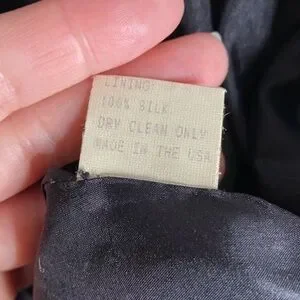 LINING:
100% SILK
DRY CLEAN ONLY
MADE IN THE USA